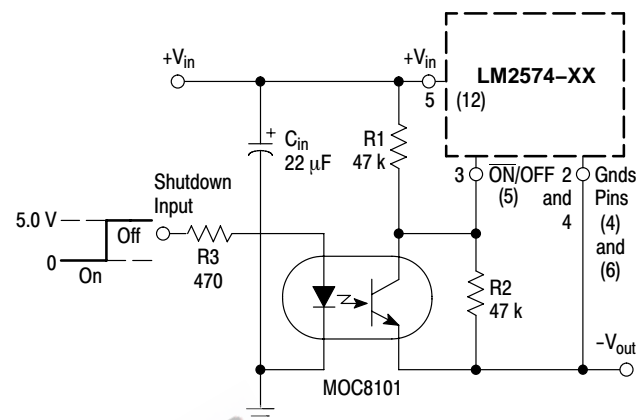 +Vin
+Vin
LM2574–XX
5
(12)
+
Cin
22 µF
R1
47 k
3
ON/OFF
(5)
2
and
4
Gnds
Pins
(4)
and
(6)
Shutdown
Input
5.0 V
Off
0
On
R3
470
R2
47 k
–Vout
MOC8101